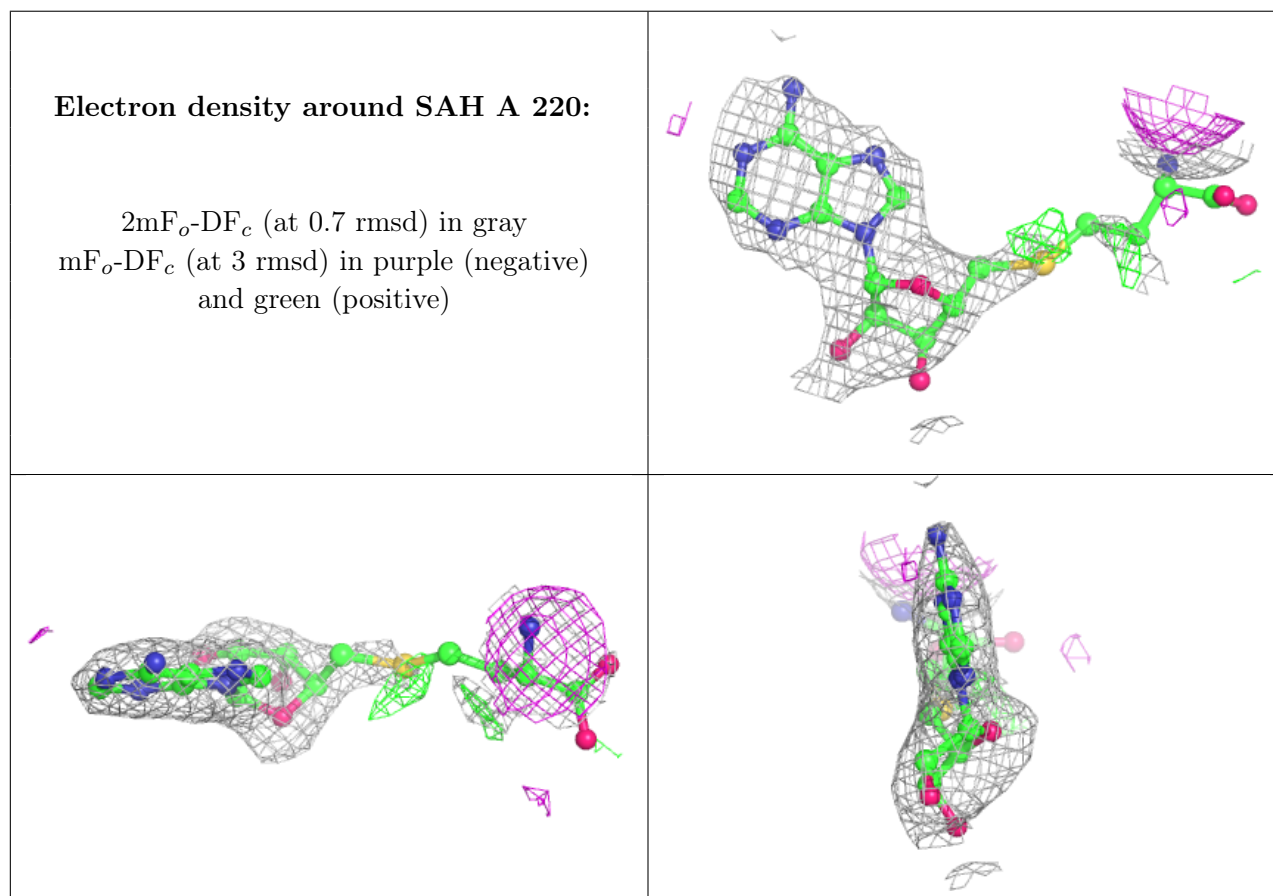 Electron density around SAH A 220:
2mFₒ-DF𝒸 (at 0.7 rmsd) in gray
mFₒ-DF𝒸 (at 3 rmsd) in purple (negative)
and green (positive)